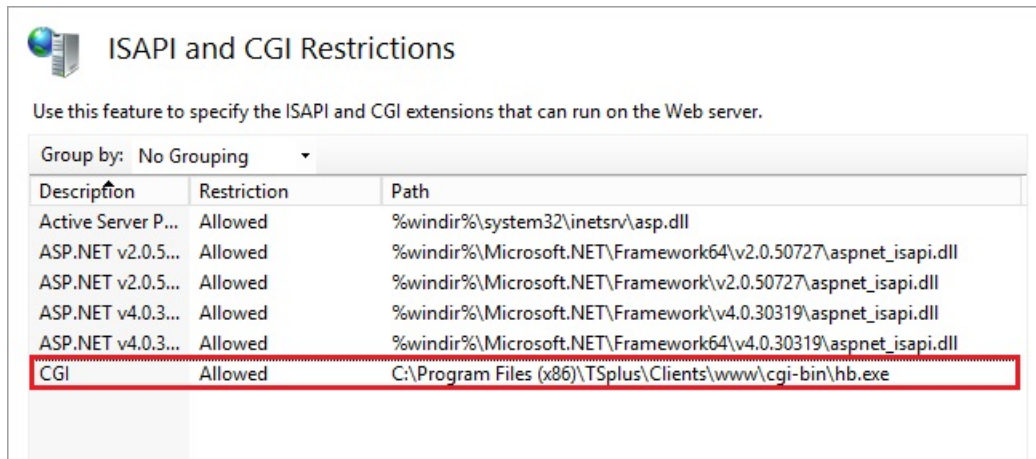 ISAPI and CGI Restrictions
Use this feature to specify the ISAPI and CGI extensions that can run on the Web server.
Group by: No Grouping
Description Restriction Path
Active Server P... Allowed %windir%\system32\inetsrv\asp.dll
ASP.NET v2.0.5... Allowed %windir%\Microsoft.NET\Framework64\v2.0.50727\aspnet_isapi.dll
ASP.NET v2.0.5... Allowed %windir%\Microsoft.NET\Framework\v2.0.50727\aspnet_isapi.dll
ASP.NET v4.0.3... Allowed %windir%\Microsoft.NET\Framework\v4.0.30319\aspnet_isapi.dll
ASP.NET v4.0.3... Allowed %windir%\Microsoft.NET\Framework64\v4.0.30319\aspnet_isapi.dll
CGI Allowed C:\Program Files (x86)\TSplus\Clients\www\cgi-bin\hb.exe